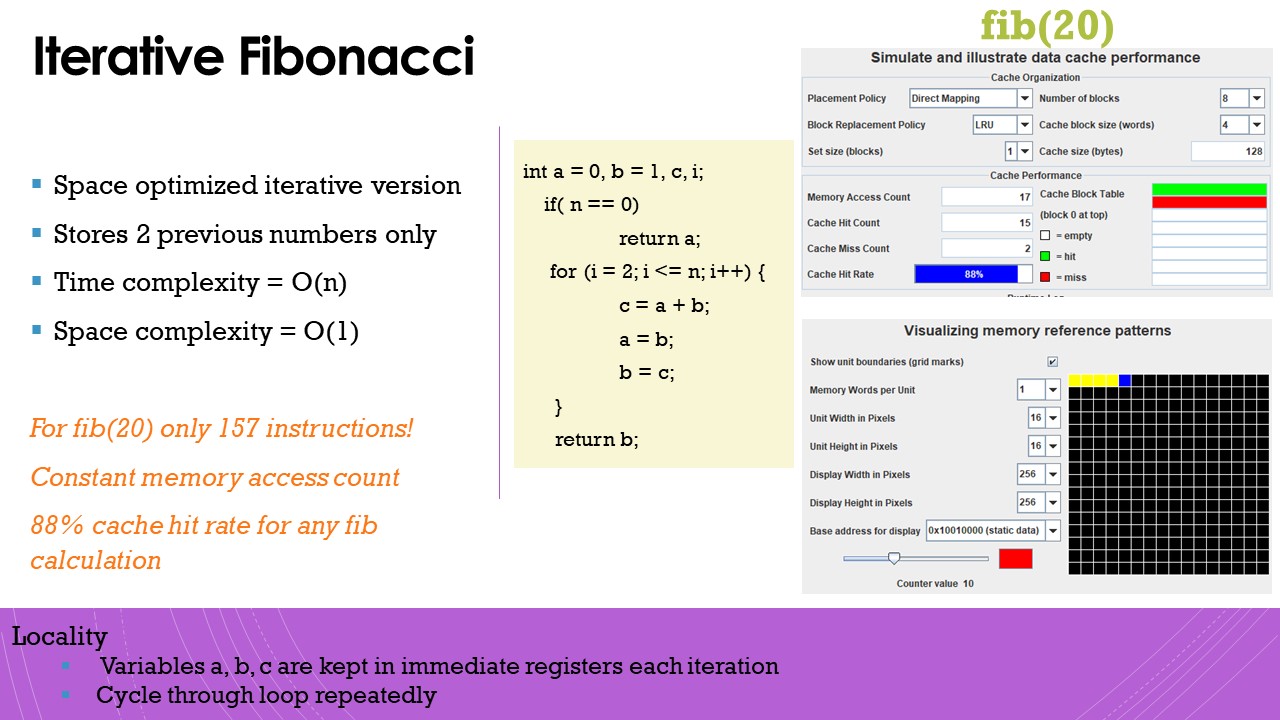 Iterative Fibonacci
Space optimized iterative version
Stores 2 previous numbers only
Time complexity = O(n)
Space complexity = O(1)
For fib(20) only 157 instructions!
Constant memory access count
88% cache hit rate for any fib
calculation
int a = 0, b = 1, c, i;
if( n == 0)
return a;
for (i = 2; i <= n; i++) {
c = a + b;
a = b;
b = c;
}
return b;
fib(20)
Simulate and illustrate data cache performance
Cache Organization
Placement Policy Direct Mapping Number of blocks 8
Block Replacement Policy LRU Cache block size (words) 4
Set size (blocks) 1 Cache size (bytes) 128
Cache Performance
Memory Access Count 17 Cache Block Table
(block 0 at top)
Cache Hit Count 15
= empty
Cache Miss Count 2
= hit
Cache Hit Rate 88%
= miss
Runtime Log
Visualizing memory reference patterns
Show unit boundaries (grid marks)
Memory Words per Unit 1
Unit Width in Pixels 16
Unit Height in Pixels 16
Display Width in Pixels 256
Display Height in Pixels 256
Base address for display 0x10010000 (static data)
Counter value 10
Locality
Variables a, b, c are kept in immediate registers each iteration
Cycle through loop repeatedly